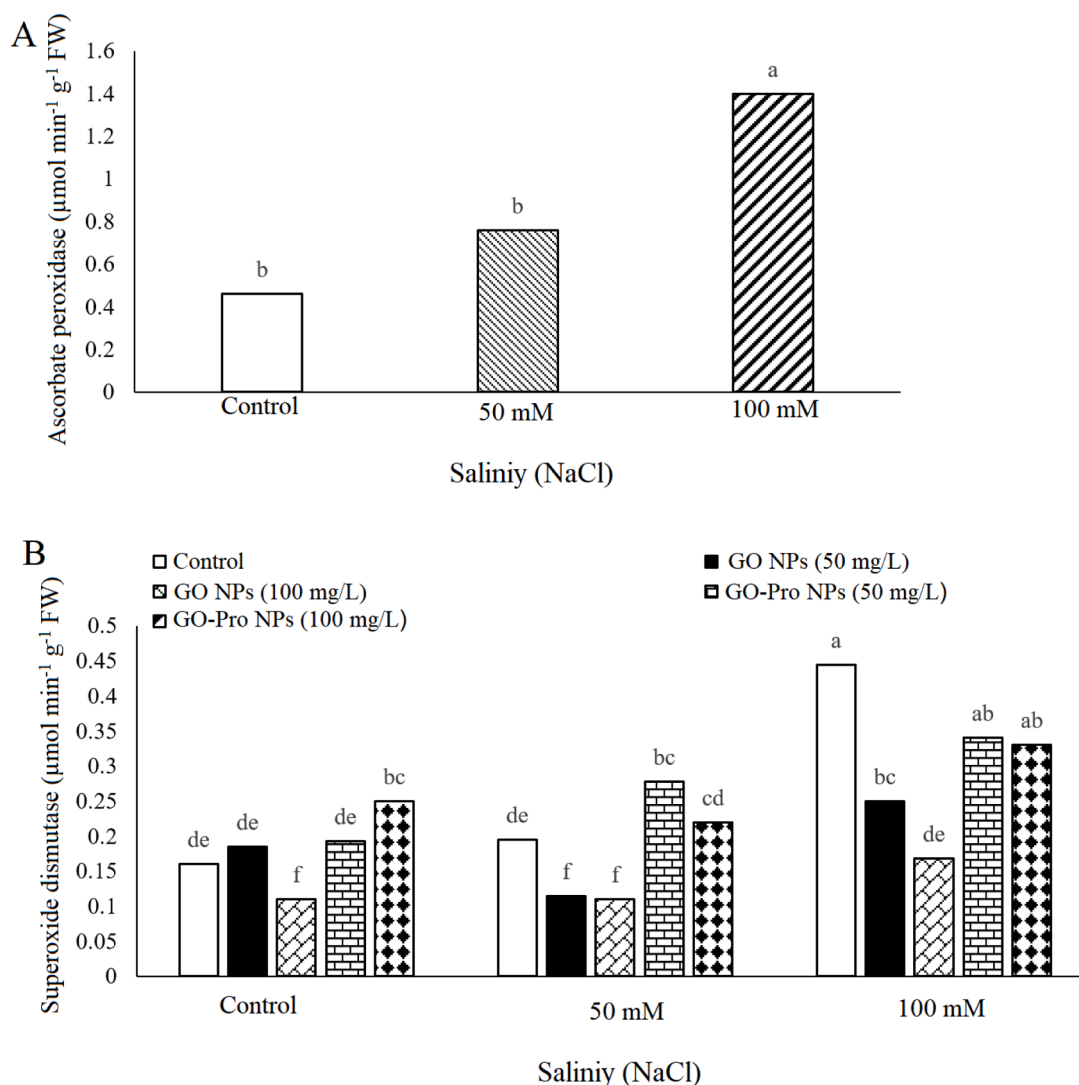 A
Ascorbate peroxidase (µmol min-1 g-1 FW)
1.6
1.4
1.2
1
0.8
0.6
0.4
0.2
0
b
b
a
Control
50 mM
100 mM
Saliniy (NaCl)
B
Control
GO NPs (50 mg/L)
GO NPs (100 mg/L)
GO-Pro NPs (50 mg/L)
GO-Pro NPs (100 mg/L)
Superoxide dismutase (µmol min-1 g-1 FW)
0.5
0.45
0.4
0.35
0.3
0.25
0.2
0.15
0.1
0.05
0
de
de
f
de
bc
de
f
f
bc
cd
a
bc
de
ab
ab
Control
50 mM
100 mM
Saliniy (NaCl)